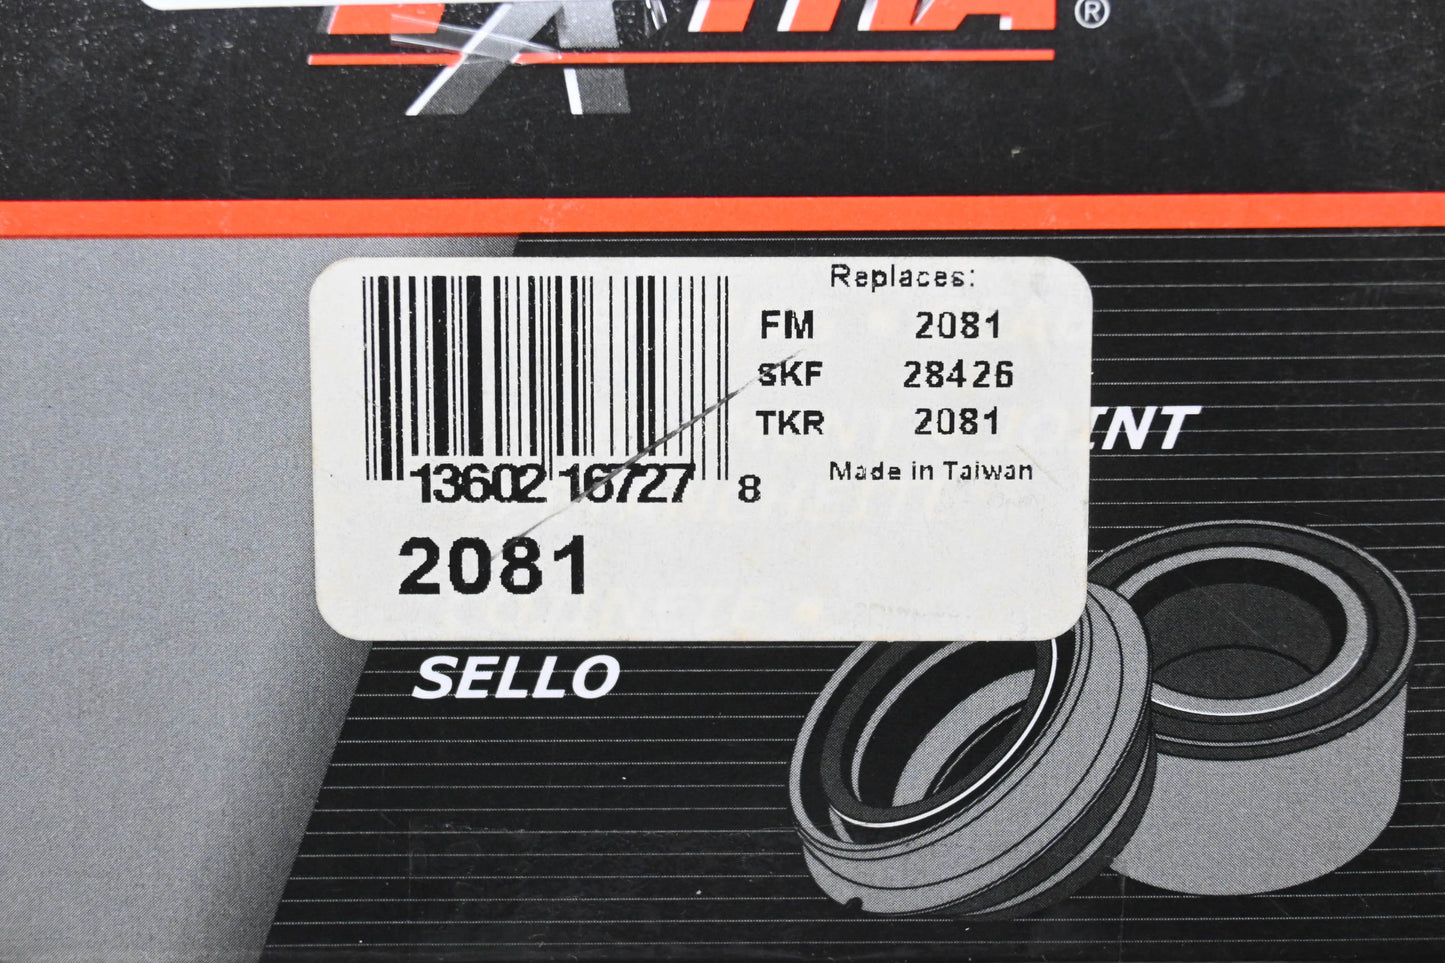 ®
Replaces:
FM 2081
SKF 28426
TKR 2081
Made in Taiwan
13602 16727 8
2081
SELLO